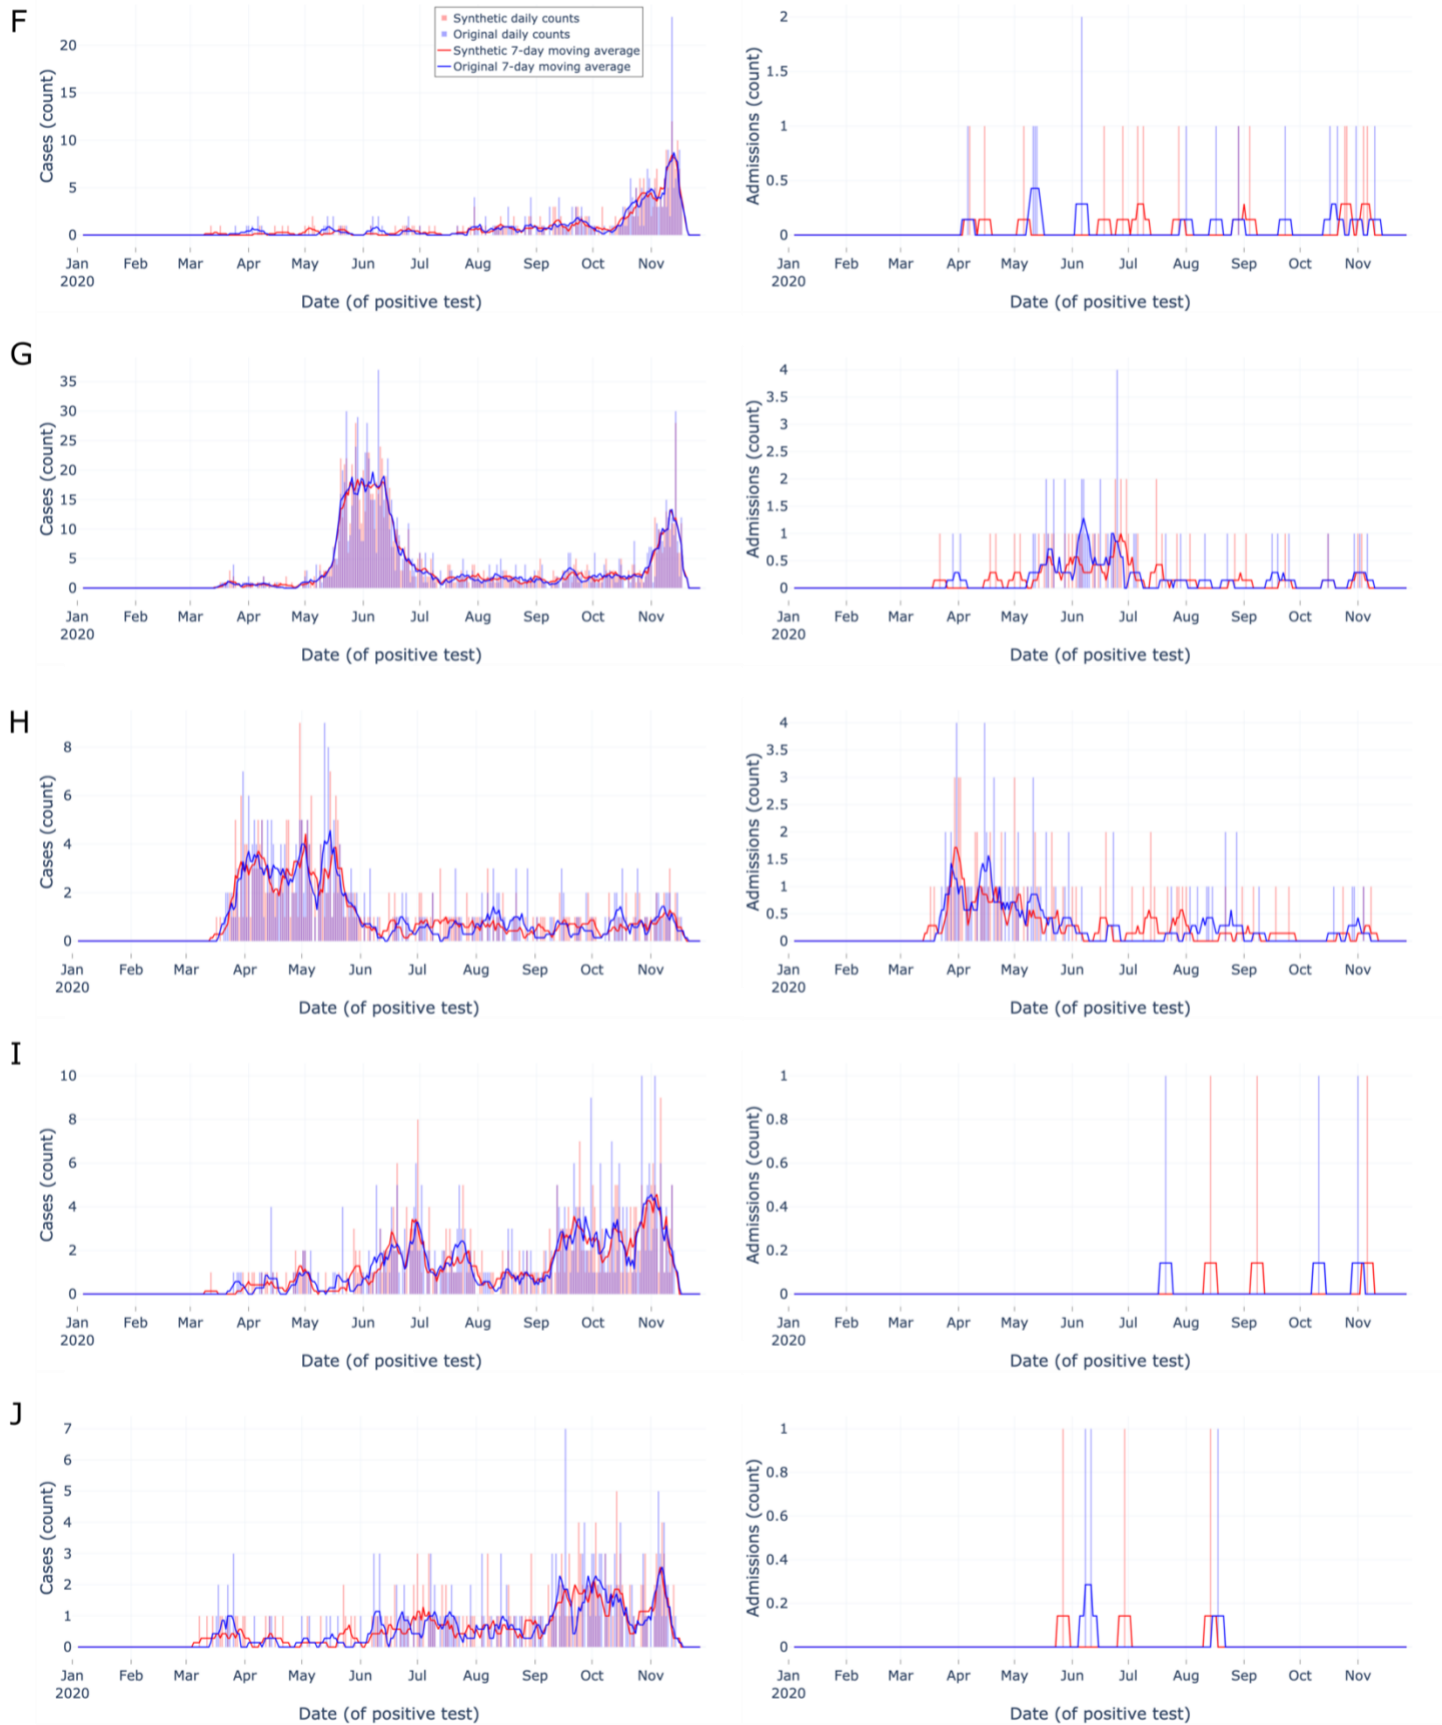 F
Synthetic daily counts
Original daily counts
Synthetic 7-day moving average
Original 7-day moving average
Cases (count)
20
15
10
5
0
Jan Feb Mar Apr May Jun Jul Aug Sep Oct Nov
2020
Date (of positive test)
Admissions (count)
2
1.5
1
0.5
0
Jan Feb Mar Apr May Jun Jul Aug Sep Oct Nov
2020
Date (of positive test)
G
Cases (count)
35
30
25
20
15
10
5
0
Jan Feb Mar Apr May Jun Jul Aug Sep Oct Nov
2020
Date (of positive test)
Admissions (count)
4
3.5
3
2.5
2
1.5
1
0.5
0
Jan Feb Mar Apr May Jun Jul Aug Sep Oct Nov
2020
Date (of positive test)
H
Cases (count)
8
6
4
2
0
Jan Feb Mar Apr May Jun Jul Aug Sep Oct Nov
2020
Date (of positive test)
Admissions (count)
4
3.5
3
2.5
2
1.5
1
0.5
0
Jan Feb Mar Apr May Jun Jul Aug Sep Oct Nov
2020
Date (of positive test)
I
Cases (count)
10
8
6
4
2
0
Jan Feb Mar Apr May Jun Jul Aug Sep Oct Nov
2020
Date (of positive test)
Admissions (count)
1
0.8
0.6
0.4
0.2
0
Jan Feb Mar Apr May Jun Jul Aug Sep Oct Nov
2020
Date (of positive test)
J
Cases (count)
7
6
5
4
3
2
1
0
Jan Feb Mar Apr May Jun Jul Aug Sep Oct Nov
2020
Date (of positive test)
Admissions (count)
1
0.8
0.6
0.4
0.2
0
Jan Feb Mar Apr May Jun Jul Aug Sep Oct Nov
2020
Date (of positive test)